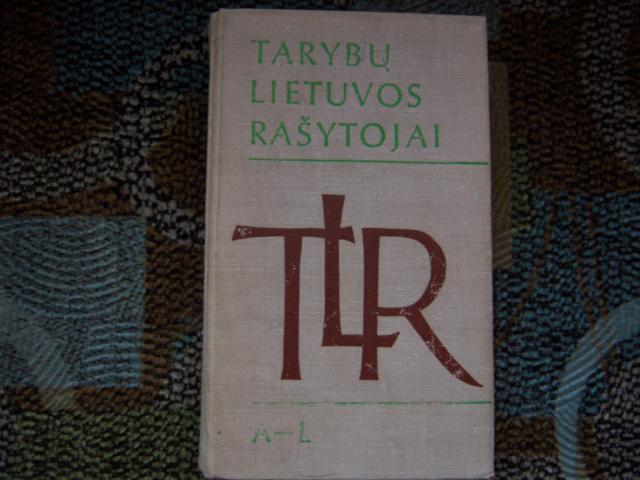 TARYBŲ
LIETUVOS
RAŠYTOJAI
TLR
A–L